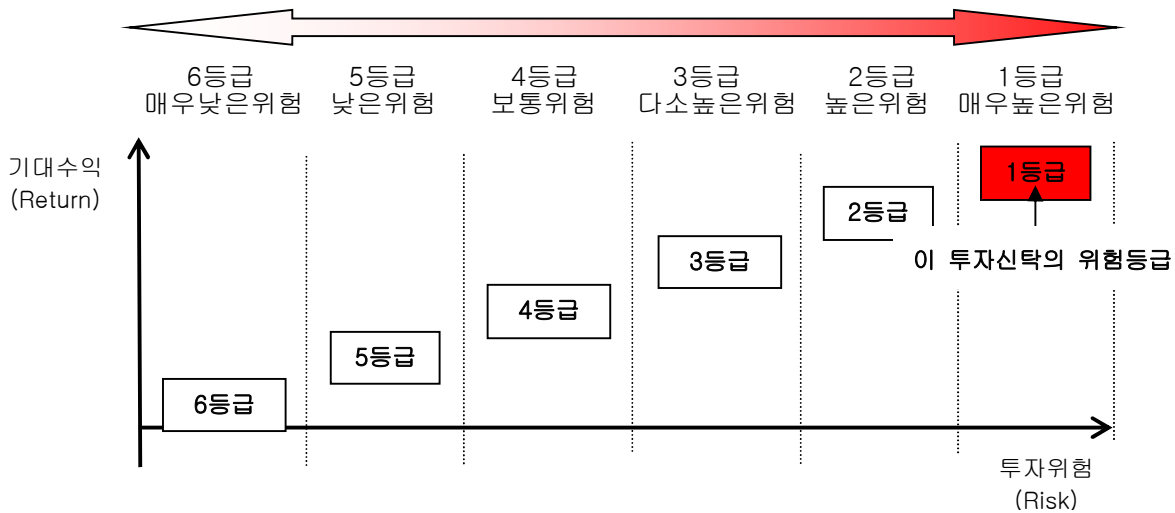 6등급 5등급 4등급 3등급 2등급 1등급
매우낮은위험 낮은위험 보통위험 다소높은위험 높은위험 매우높은위험
기대수익
(Return)
1등급
2등급
이 투자신탁의 위험등급
3등급
4등급
5등급
6등급
투자위험
(Risk)